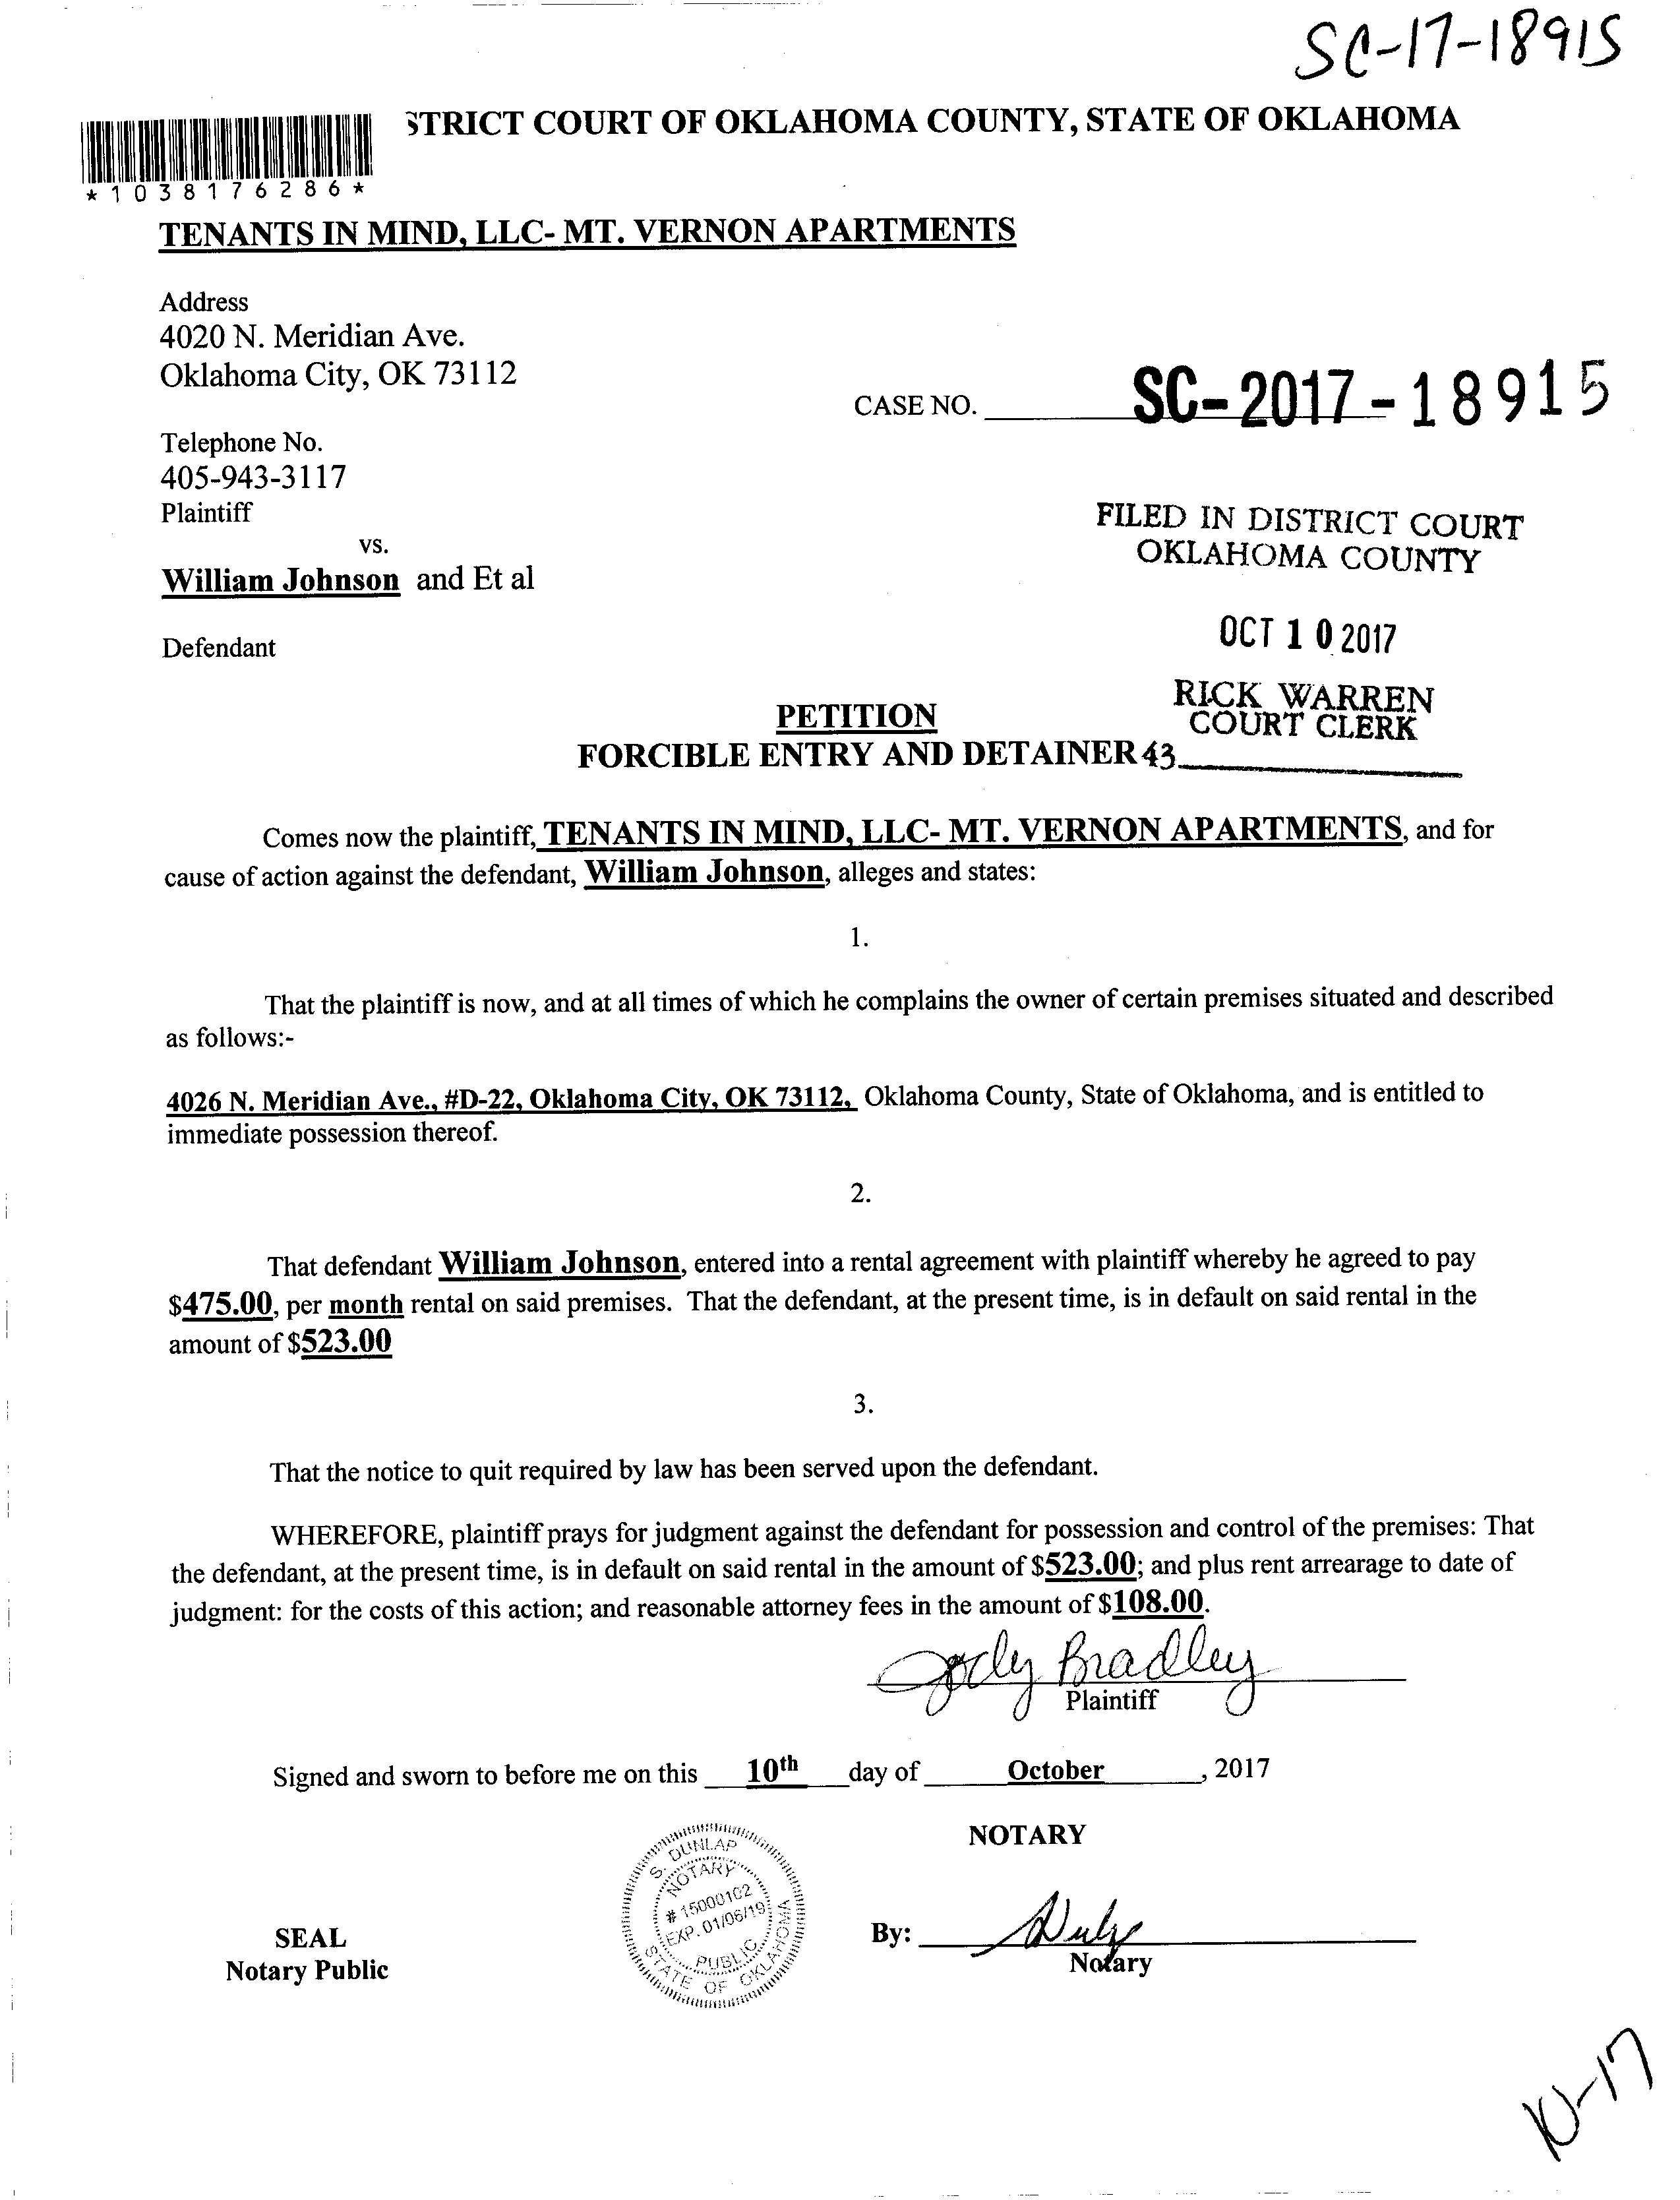 SC-17-18915
STRICT COURT OF OKLAHOMA COUNTY, STATE OF OKLAHOMA
*1038176286*
TENANTS IN MIND, LLC- MT. VERNON APARTMENTS
Address
4020 N. Meridian Ave.
Oklahoma City, OK 73112
CASE NO. SC-2017-18915
Telephone No.
405-943-3117
Plaintiff
vs.
William Johnson and Et al
Defendant
FILED IN DISTRICT COURT
OKLAHOMA COUNTY
OCT 10 2017
RICK WARREN
COURT CLERK
43
PETITION
FORCIBLE ENTRY AND DETAINER
Comes now the plaintiff, TENANTS IN MIND, LLC- MT. VERNON APARTMENTS, and for
cause of action against the defendant, William Johnson, alleges and states:
1.
That the plaintiff is now, and at all times of which he complains the owner of certain premises situated and described
as follows:-
4026 N. Meridian Ave., #D-22, Oklahoma City, OK 73112, Oklahoma County, State of Oklahoma, and is entitled to
immediate possession thereof.
2.
That defendant William Johnson, entered into a rental agreement with plaintiff whereby he agreed to pay
$475.00, per month rental on said premises. That the defendant, at the present time, is in default on said rental in the
amount of $523.00
3.
That the notice to quit required by law has been served upon the defendant.
WHEREFORE, plaintiff prays for judgment against the defendant for possession and control of the premises: That
the defendant, at the present time, is in default on said rental in the amount of $523.00; and plus rent arrearage to date of
judgment: for the costs of this action; and reasonable attorney fees in the amount of $108.00.
Jody Bradley
Plaintiff
Signed and sworn to before me on this 10th day of October, 2017
NOTARY
S. DUNLAP
NOTARY
# 15000102
EXP. 01/06/19
PUBLIC
STATE OF OKLAHOMA
SEAL
Notary Public
By:
Notary